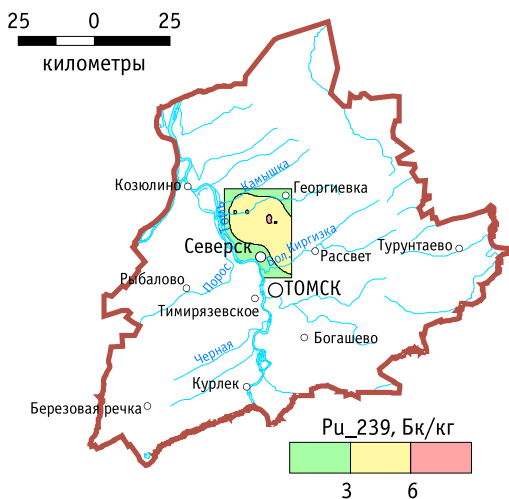 25 0 25
километры
Козюлино
Камышка
Георгиевка
Томь
Северск
Бол.Киргизка
Рассвет
Турунтаево
Рыбалово
Порос
ТОМСК
Тимирязевское
Богашево
Черная
Курлек
Березовая речка
Pu_239, Бк/кг
3 6